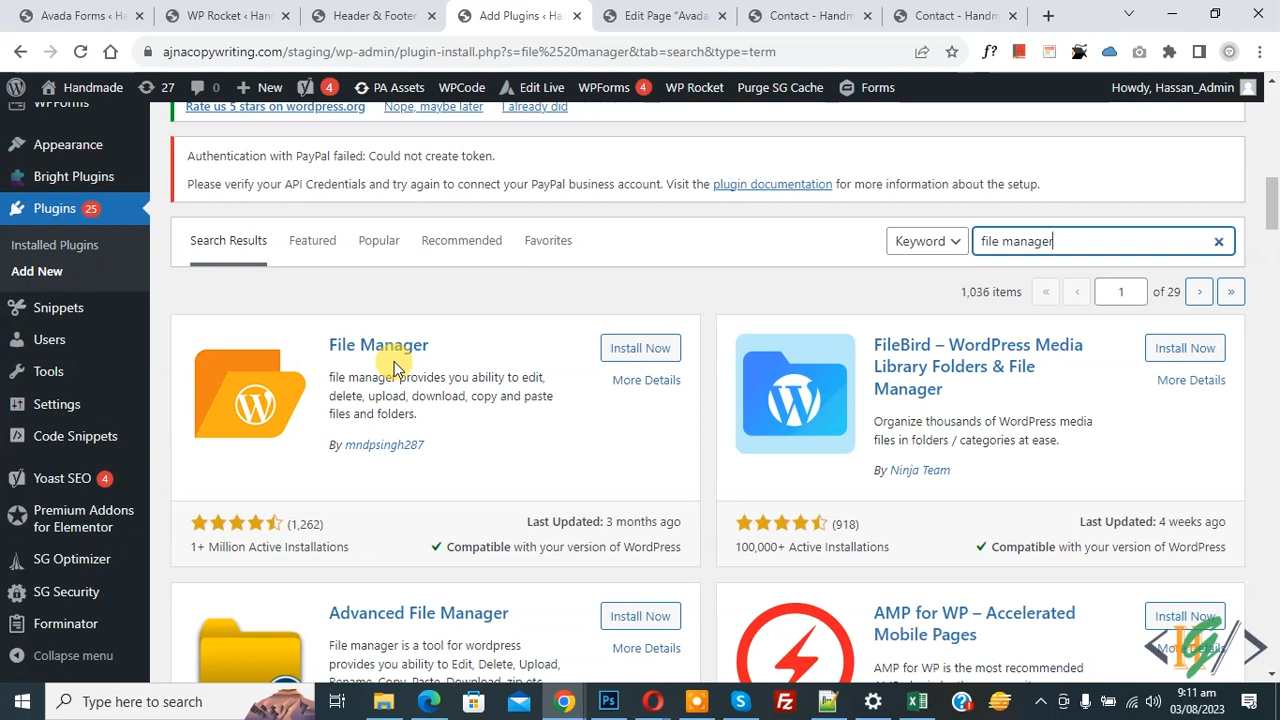 Avada Forms ‹ Ha
WP Rocket ‹ Han
Header & Footer
Add Plugins ‹ Han
Edit Page "Avada
Contact - Handm
Contact - Handm
ajnacopywriting.com/staging/wp-admin/plugin-install.php?s=file%2520manager&tab=search&type=term
f?
Handmade 27 0 New 4 PA Assets WPCode Edit Live WPForms 4 WP Rocket Purge SG Cache Forms Howdy, Hassan_Admin
WPForms
Appearance
Bright Plugins
Plugins 25
Installed Plugins
Add New
Snippets
Users
Tools
Settings
Code Snippets
Yoast SEO 4
Premium Addons
for Elementor
SG Optimizer
SG Security
Forminator
Collapse menu
Rate us 5 stars on wordpress.org Nope, maybe later I already did
Authentication with PayPal failed: Could not create token.
Please verify your API Credentials and try again to connect your PayPal business account. Visit the plugin documentation for more information about the setup.
Search Results Featured Popular Recommended Favorites Keyword file manager
1,036 items « ‹ 1 of 29 › »
File Manager
Install Now
More Details
file manager provides you ability to edit,
delete, upload, download, copy and paste
files and folders.
By mndpsingh287
(1,262)
1+ Million Active Installations
Last Updated: 3 months ago
Compatible with your version of WordPress
FileBird – WordPress Media
Library Folders & File
Manager
Install Now
More Details
Organize thousands of WordPress media
files in folders / categories at ease.
By Ninja Team
(918)
100,000+ Active Installations
Last Updated: 4 weeks ago
Compatible with your version of WordPress
Advanced File Manager
Install Now
More Details
File manager is a tool for wordpress
provides you ability to Edit, Delete, Upload,
Rename, Copy, Paste, Download, zip etc
AMP for WP – Accelerated
Mobile Pages
Install Now
More Details
AMP for WP is the most recommended
Type here to search
9:11 am
03/08/2023